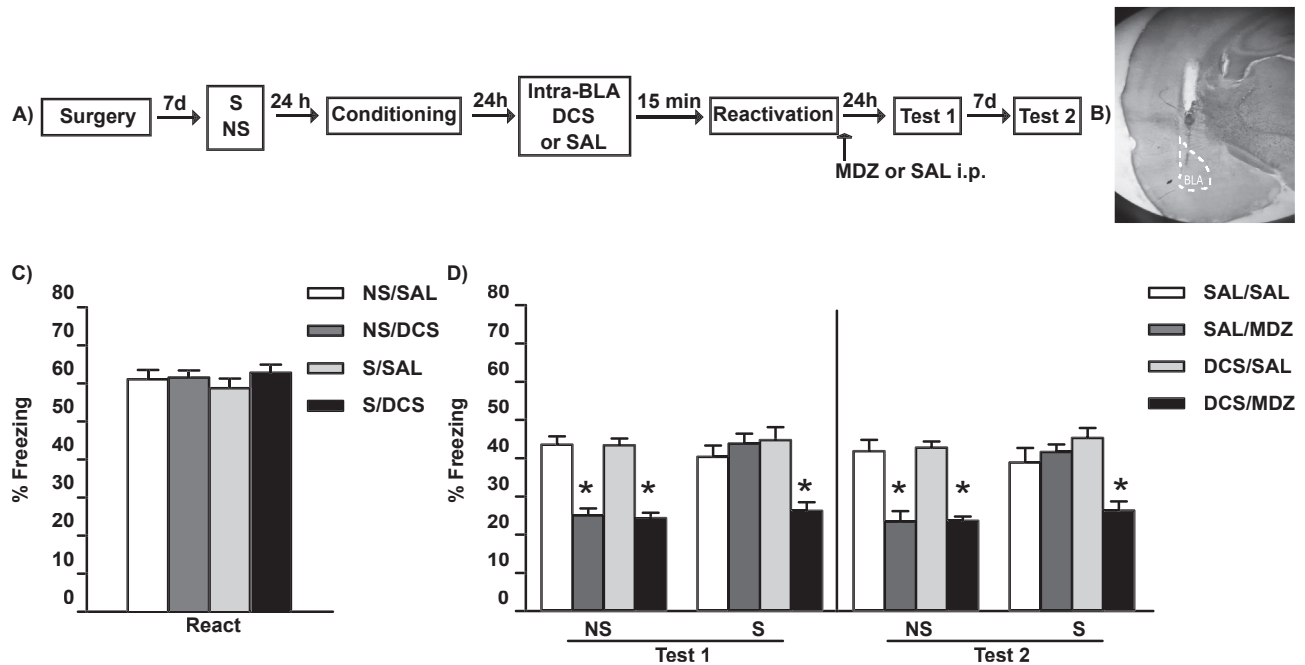 A)
Surgery
7d
S
NS
24 h
Conditioning
24h
Intra-BLA
DCS
or SAL
15 min
Reactivation
24h
MDZ or SAL i.p.
Test 1
7d
Test 2
B)
BLA
C)
80
70
60
50
40
30
20
10
0
% Freezing
React
NS/SAL
NS/DCS
S/SAL
S/DCS
D)
80
70
60
50
40
30
20
10
0
% Freezing
* * * * * *
NS S NS S
Test 1 Test 2
SAL/SAL
SAL/MDZ
DCS/SAL
DCS/MDZ